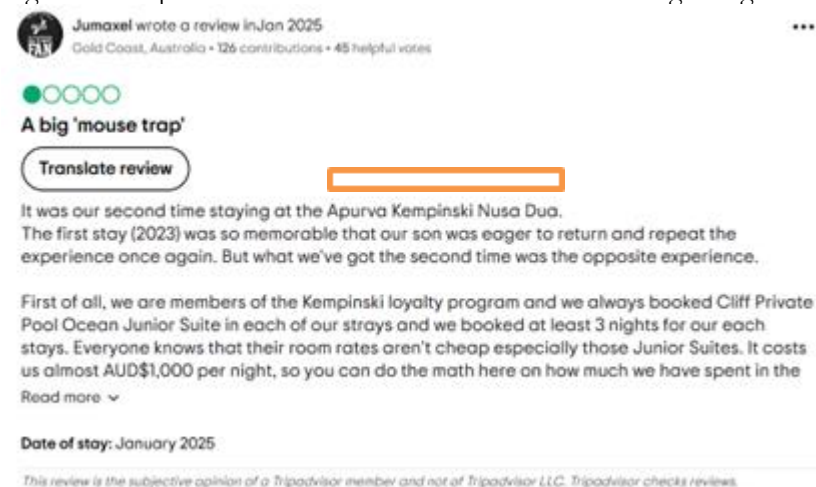 Jumaxel wrote a review inJan 2025
Gold Coast, Australia • 126 contributions • 45 helpful votes
FAN
A big 'mouse trap'
Translate review
It was our second time staying at the Apurva Kempinski Nusa Dua.
The first stay (2023) was so memorable that our son was eager to return and repeat the
experience once again. But what we've got the second time was the opposite experience.
First of all, we are members of the Kempinski loyalty program and we always booked Cliff Private
Pool Ocean Junior Suite in each of our strays and we booked at least 3 nights for our each
stays. Everyone knows that their room rates aren't cheap especially those Junior Suites. It costs
us almost AUD$1,000 per night, so you can do the math here on how much we have spent in the
Read more
Date of stay: January 2025
This review is the subjective opinion of a Tripadvisor member and not of Tripadvisor LLC. Tripadvisor checks reviews.